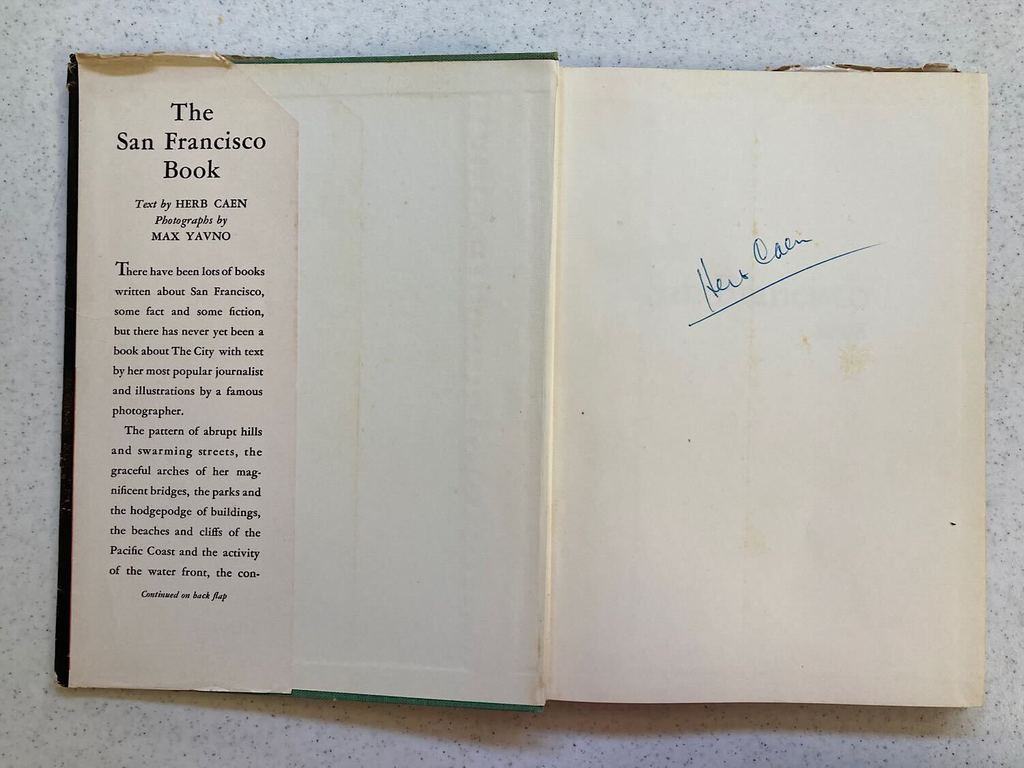 The
San Francisco
Book
Text by HERB CAEN
Photographs by
MAX YAVNO
There have been lots of books
written about San Francisco,
some fact and some fiction,
but there has never yet been a
book about The City with text
by her most popular journalist
and illustrations by a famous
photographer.
The pattern of abrupt hills
and swarming streets, the
graceful arches of her mag-
nificent bridges, the parks and
the hodgepodge of buildings,
the beaches and cliffs of the
Pacific Coast and the activity
of the water front, the con-
Continued on back flap
Herb Caen